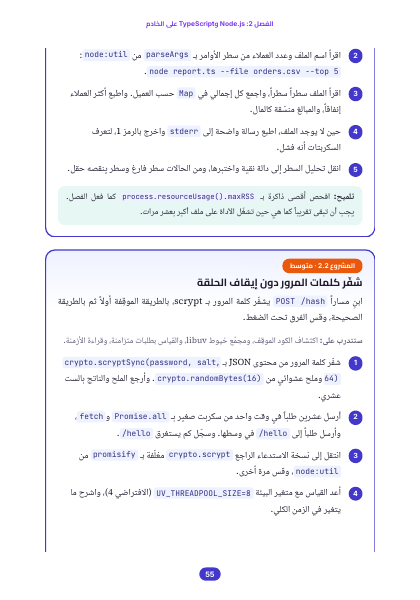 الفصل 2: Node.js وTypeScript على الخادم
2 اقرأ اسم الملف وعدد العملاء من سطر الأوامر بـ parseArgs من node:util :
node report.ts --file orders.csv --top 5 .
3 اقرأ الملف سطراً سطراً، واجمع كل إجمالي في Map حسب العميل. واطبع أكثر العملاء
إنفاقاً، والمبالغ منسّقة كالمال.
4 حين لا يوجد الملف، اطبع رسالة واضحة إلى stderr واخرج بالرمز 1، لتعرف
السكربتات أنه فشل.
5 انقل تحليل السطر إلى دالة نقية واختبرها، ومن الحالات سطر فارغ وسطر ينقصه حقل.
تلميح: افحص أقصى ذاكرة بـ process.resourceUsage().maxRSS كما فعل الفصل.
يجب أن تبقى تقريباً كما هي حين تشغّل الأداة على ملف أكبر بعشر مرات.
المشروع 2.2 · متوسط
شفّر كلمات المرور دون إيقاف الحلقة
ابنِ مساراً POST /hash يشفّر كلمة المرور بـ scrypt، بالطريقة الموقِفة أولاً ثم بالطريقة
الصحيحة، وقس الفرق تحت الضغط.
ستتدرب على: اكتشاف الكود الموقِف، ومجمّع خيوط libuv، والقياس بطلبات متزامنة، وقراءة الأزمنة.
1 شفّر كلمة المرور من محتوى JSON بـ crypto.scryptSync(password, salt,
64) وملح عشوائي من crypto.randomBytes(16) . وأرجع الملح والناتج بالست
عشري.
2 أرسل عشرين طلباً في وقت واحد من سكربت صغير بـ Promise.all و fetch ،
وأرسل طلباً إلى /hello في وسطها. وسجّل كم يستغرق /hello .
3 انتقل إلى نسخة الاستدعاء الراجع crypto.scrypt مغلّفة بـ promisify من
node:util ، وقس مرة أخرى.
4 أعد القياس مع متغير البيئة UV_THREADPOOL_SIZE=8 (الافتراضي 4)، واشرح ما
يتغير في الزمن الكلي.
55